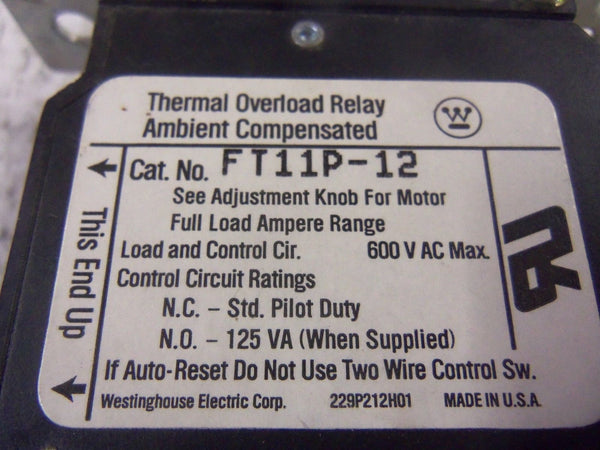 Thermal Overload Relay
Ambient Compensated
W
Cat. No. FT11P-12
See Adjustment Knob For Motor
Full Load Ampere Range
Load and Control Cir. 600 V AC Max.
Control Circuit Ratings
N.C. – Std. Pilot Duty
N.O. – 125 VA (When Supplied)
If Auto-Reset Do Not Use Two Wire Control Sw.
Westinghouse Electric Corp. 229P212H01 MADE IN U.S.A.
This End Up